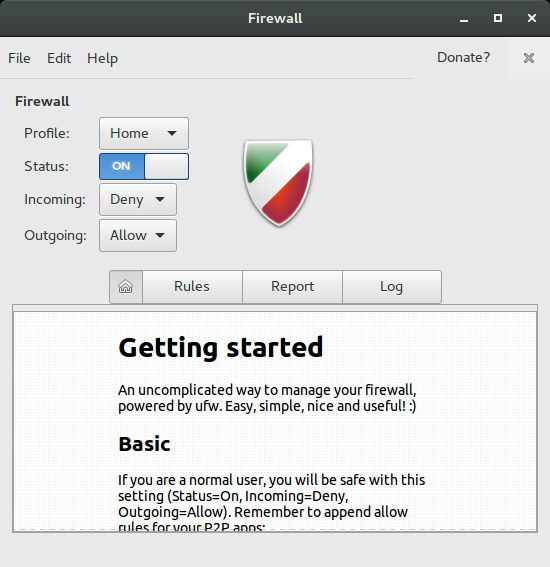 Firewall
File Edit Help Donate?
Firewall
Profile: Home
Status: ON
Incoming: Deny
Outgoing: Allow
Rules Report Log
Getting started
An uncomplicated way to manage your firewall,
powered by ufw. Easy, simple, nice and useful! :)
Basic
If you are a normal user, you will be safe with this
setting (Status=On, Incoming=Deny,
Outgoing=Allow). Remember to append allow
rules for your P2P apps: